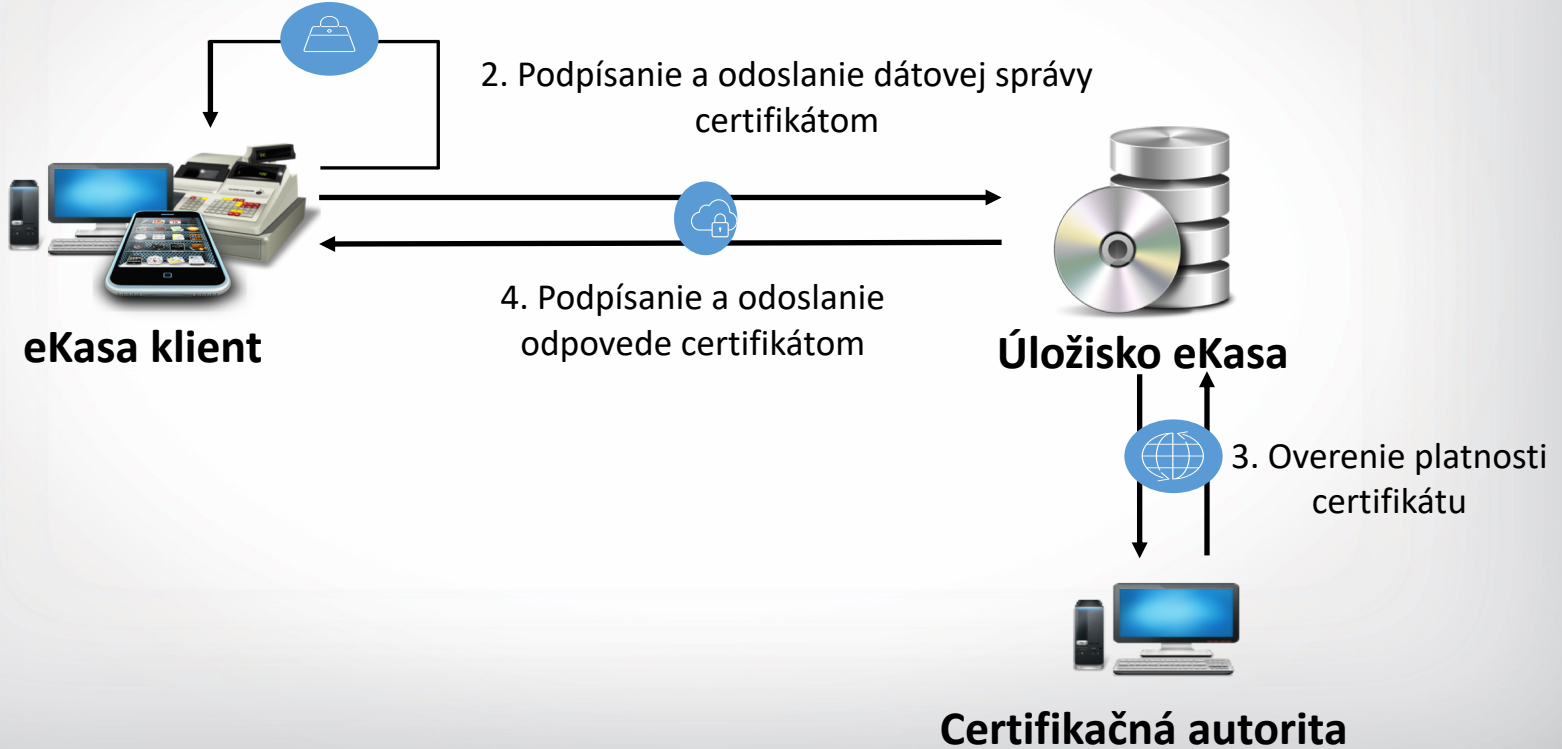 2. Podpísanie a odoslanie dátovej správy
certifikátom
eKasa klient
4. Podpísanie a odoslanie
odpovede certifikátom
Úložisko eKasa
3. Overenie platnosti
certifikátu
Certifikačná autorita